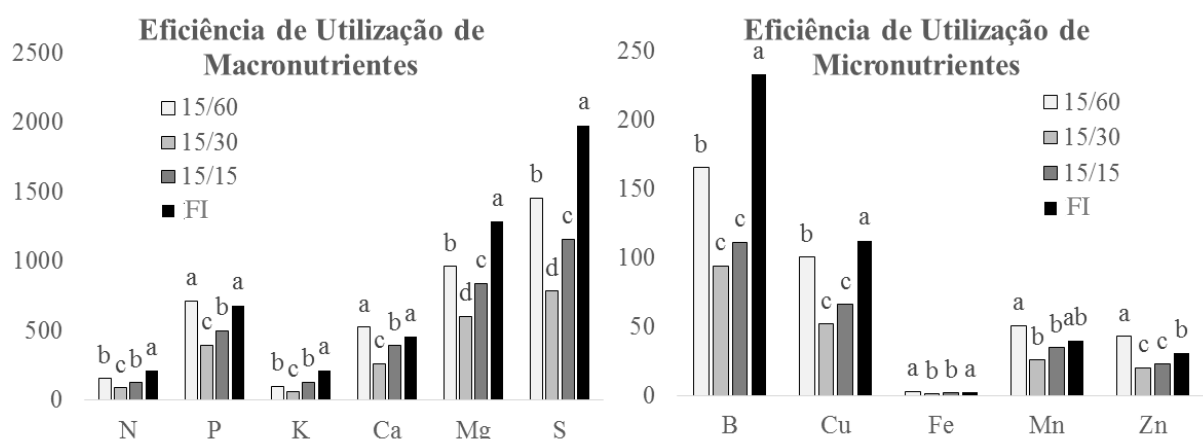 Eficiência de Utilização de
Macronutrientes
2500
2000
1500
1000
500
0
15/60
15/30
15/15
FI
b c b a
a c b a
b c b a
a c b a
b d c a
b d c a
N P K Ca Mg S
Eficiência de Utilização de
Micronutrientes
250
200
150
100
50
0
15/60
15/30
15/15
FI
b c c a
b c c a
a b b b
a b b ab
a c c b
B Cu Fe Mn Zn